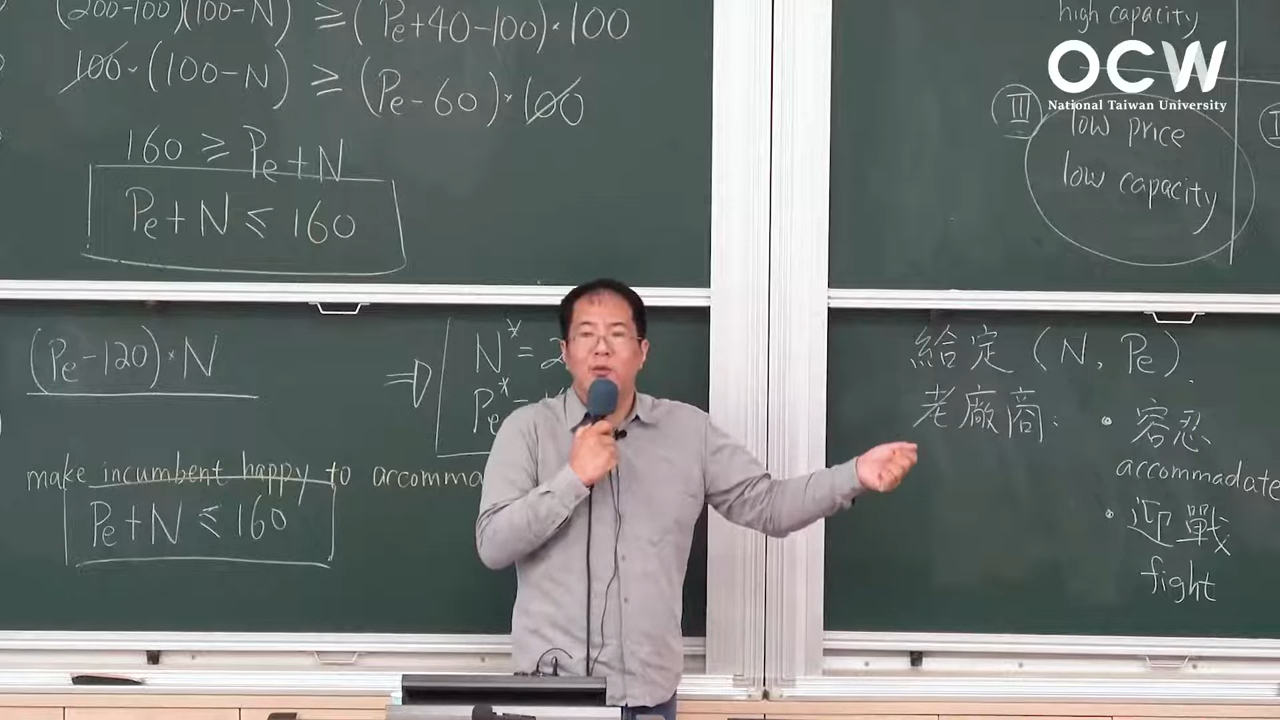 (200-100)(100-N) ≥ (Pe+40-100)·100
100·(100-N) ≥ (Pe-60)·100
160 ≥ Pe+N
Pe+N ≤ 160
(Pe-120)·N
⇒ N* = 2
Pe* =
make incumbent happy to accomma
Pe+N ≤ 160
high capacity
OCW
National Taiwan University
III
low price
low capacity
給定 (N, Pe).
老廠商: • 容忍
accommadate
• 迎戰
fight